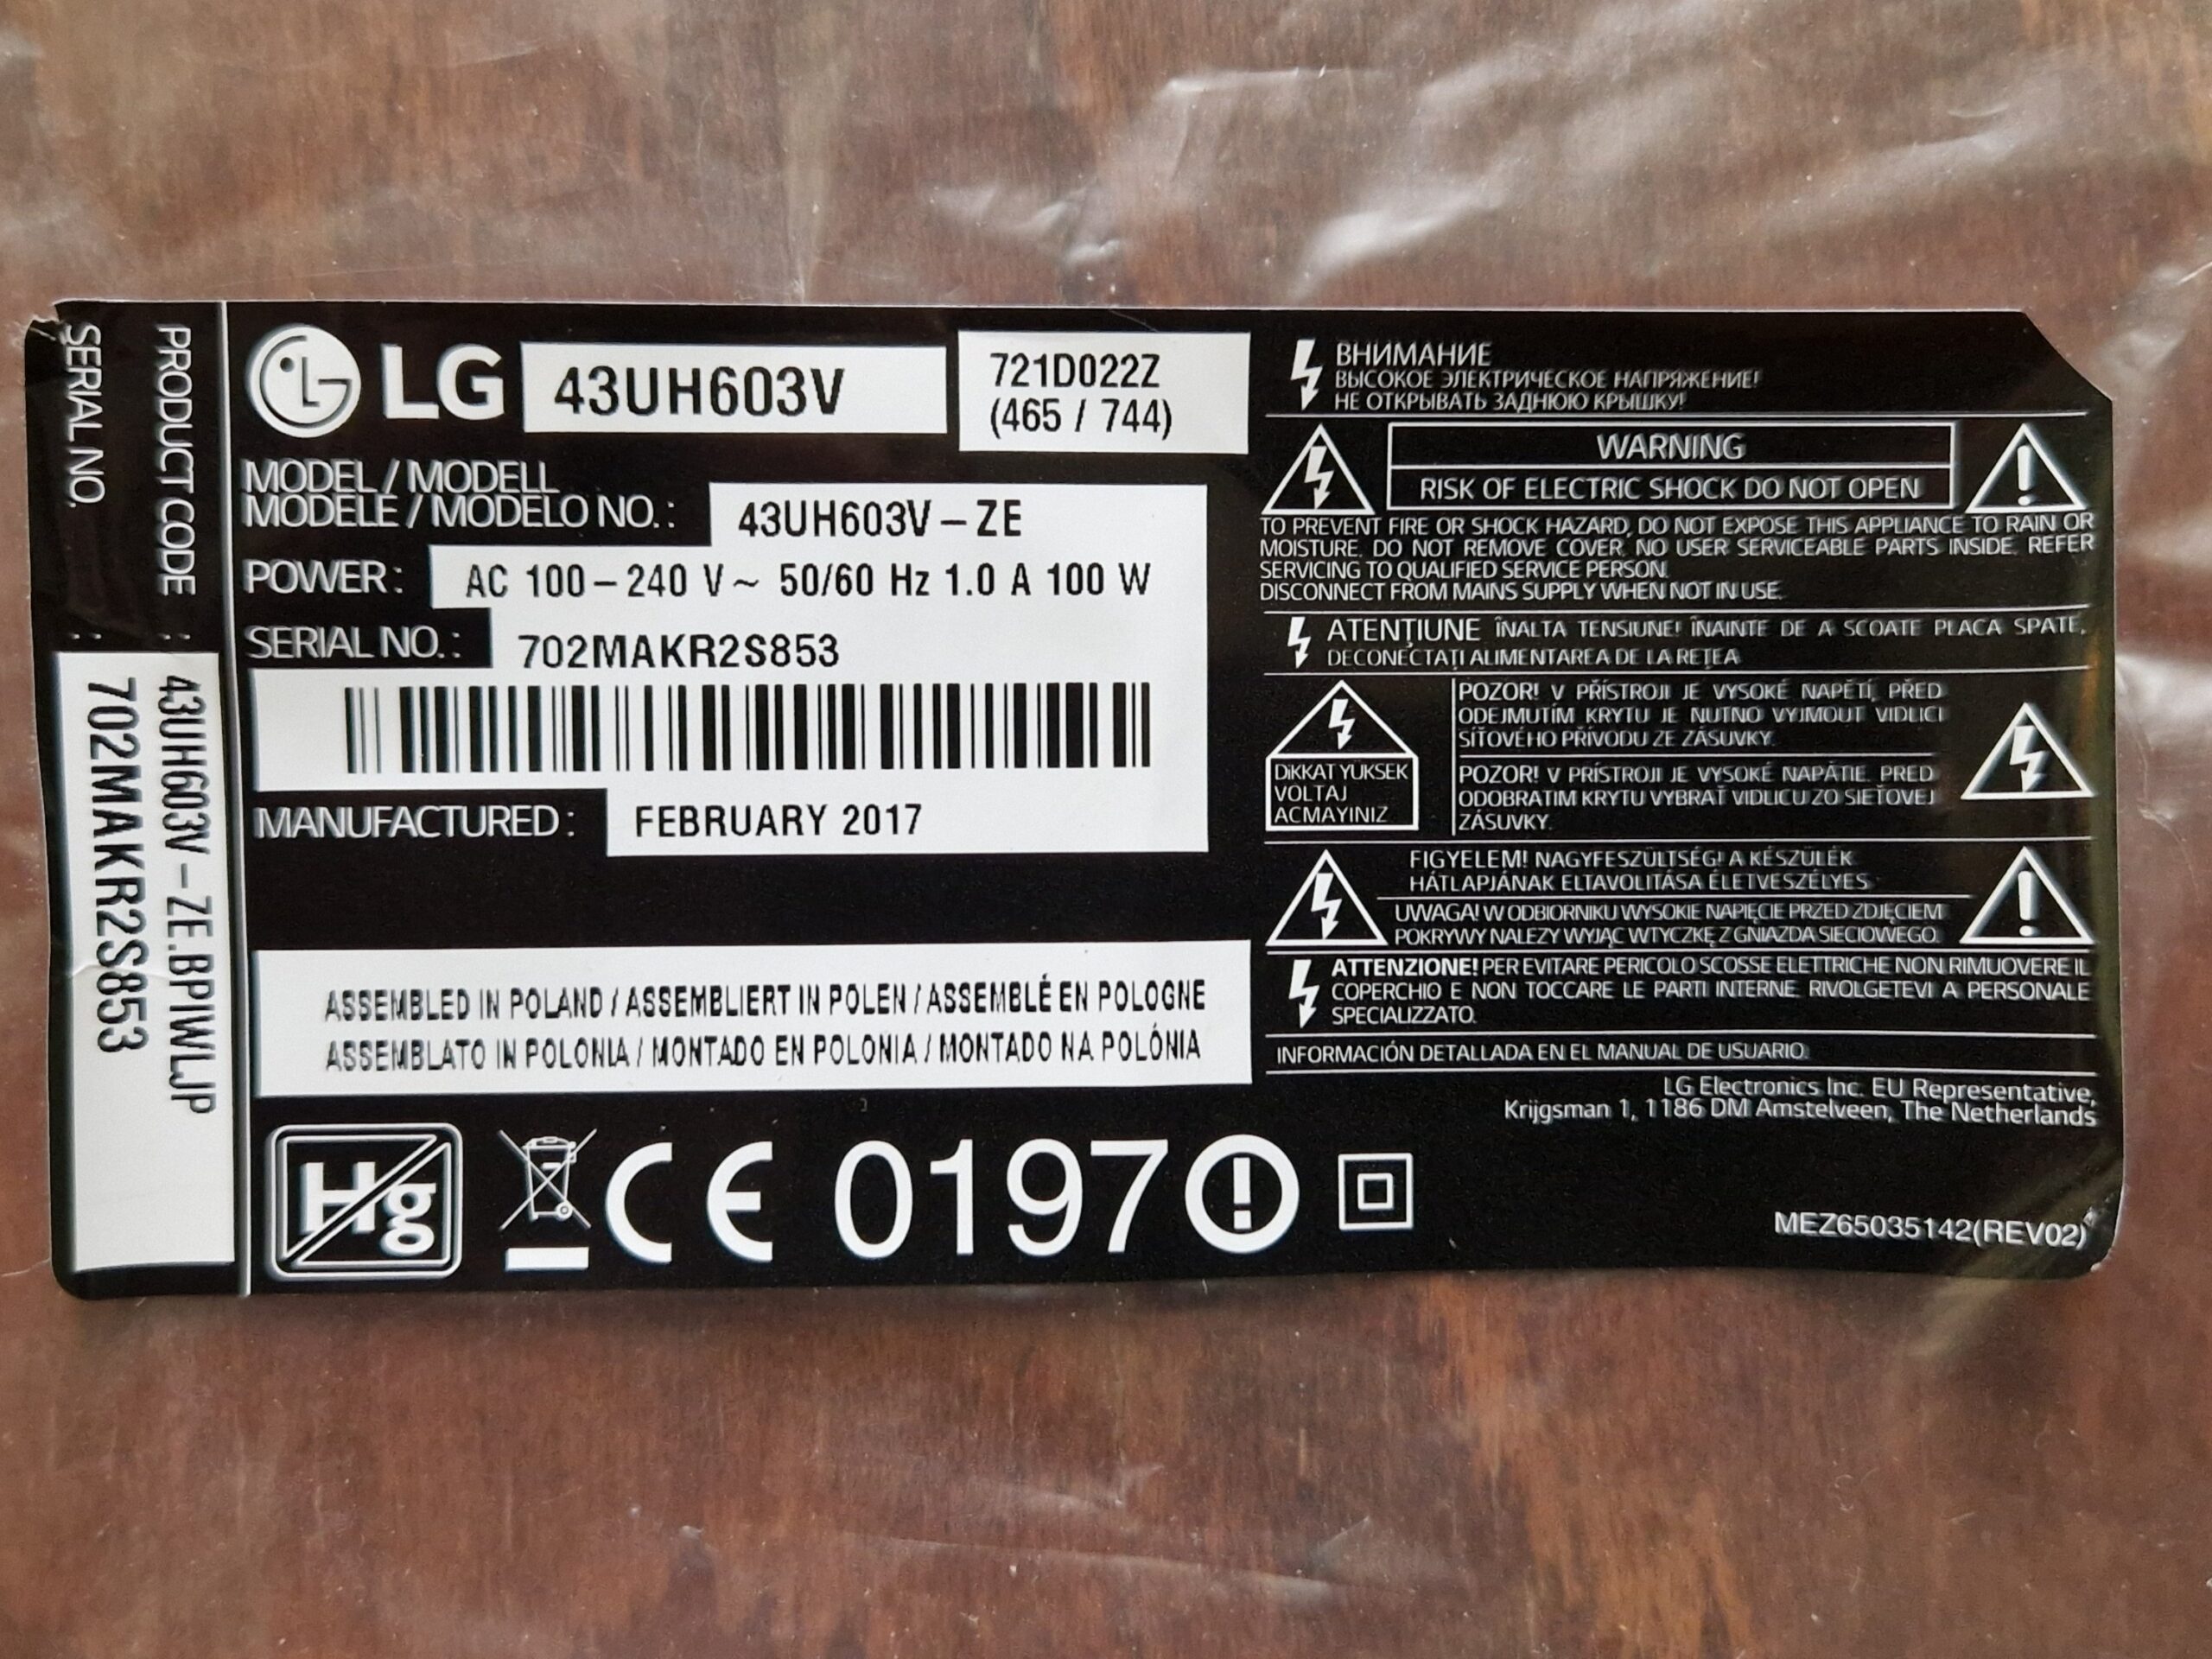 SERIAL NO. : 702MAKR2S853
PRODUCT CODE : 43UH603V-ZE.BPIWLJP
LG 43UH603V
721D022Z
(465 / 744)
MODEL / MODELL
MODÈLE / MODELO NO. : 43UH603V-ZE
POWER : AC 100-240 V~ 50/60 Hz 1.0 A 100 W
SERIAL NO. : 702MAKR2S853
MANUFACTURED : FEBRUARY 2017
ASSEMBLED IN POLAND / ASSEMBLIERT IN POLEN / ASSEMBLÉ EN POLOGNE
ASSEMBLATO IN POLONIA / MONTADO EN POLONIA / MONTADO NA POLÓNIA
Hg CE 0197
ВНИМАНИЕ
ВЫСОКОЕ ЭЛЕКТРИЧЕСКОЕ НАПРЯЖЕНИЕ!
НЕ ОТКРЫВАТЬ ЗАДНЮЮ КРЫШКУ!
WARNING
RISK OF ELECTRIC SHOCK DO NOT OPEN
TO PREVENT FIRE OR SHOCK HAZARD, DO NOT EXPOSE THIS APPLIANCE TO RAIN OR
MOISTURE. DO NOT REMOVE COVER, NO USER SERVICEABLE PARTS INSIDE. REFER
SERVICING TO QUALIFIED SERVICE PERSON.
DISCONNECT FROM MAINS SUPPLY WHEN NOT IN USE.
ATENŢIUNE ÎNALTA TENSIUNE! ÎNAINTE DE A SCOATE PLACA SPATE,
DECONECTAŢI ALIMENTAREA DE LA REŢEA
DiKKAT YÜKSEK
VOLTAJ
ACMAYINIZ
POZOR! V PŘÍSTROJI JE VYSOKÉ NAPĚTÍ, PŘED
ODEJMUTÍM KRYTU JE NUTNO VYJMOUT VIDLICI
SÍŤOVÉHO PŘÍVODU ZE ZÁSUVKY.
POZOR! V PRÍSTROJI JE VYSOKÉ NAPÄTIE. PRED
ODOBRATIM KRYTU VYBRAŤ VIDLICU ZO SIEŤOVEJ
ZÁSUVKY.
FIGYELEM! NAGYFESZÜLTSÉG! A KÉSZÜLÉK
HÁTLAPJÁNAK ELTAVOLITÁSA ÉLETVESZÉLYES
UWAGA! W ODBIORNIKU WYSOKIE NAPIĘCIE PRZED ZDJĘCIEM
POKRYWY NALEZY WYJĄC WTYCZKĘ Z GNIAZDA SIECIOWEGO.
ATTENZIONE! PER EVITARE PERICOLO SCOSSE ELETTRICHE NON RIMUOVERE IL
COPERCHIO E NON TOCCARE LE PARTI INTERNE. RIVOLGETEVI A PERSONALE
SPECIALIZZATO.
INFORMACIÓN DETALLADA EN EL MANUAL DE USUARIO.
LG Electronics Inc. EU Representative,
Krijgsman 1, 1186 DM Amstelveen, The Netherlands
MEZ65035142(REV02)